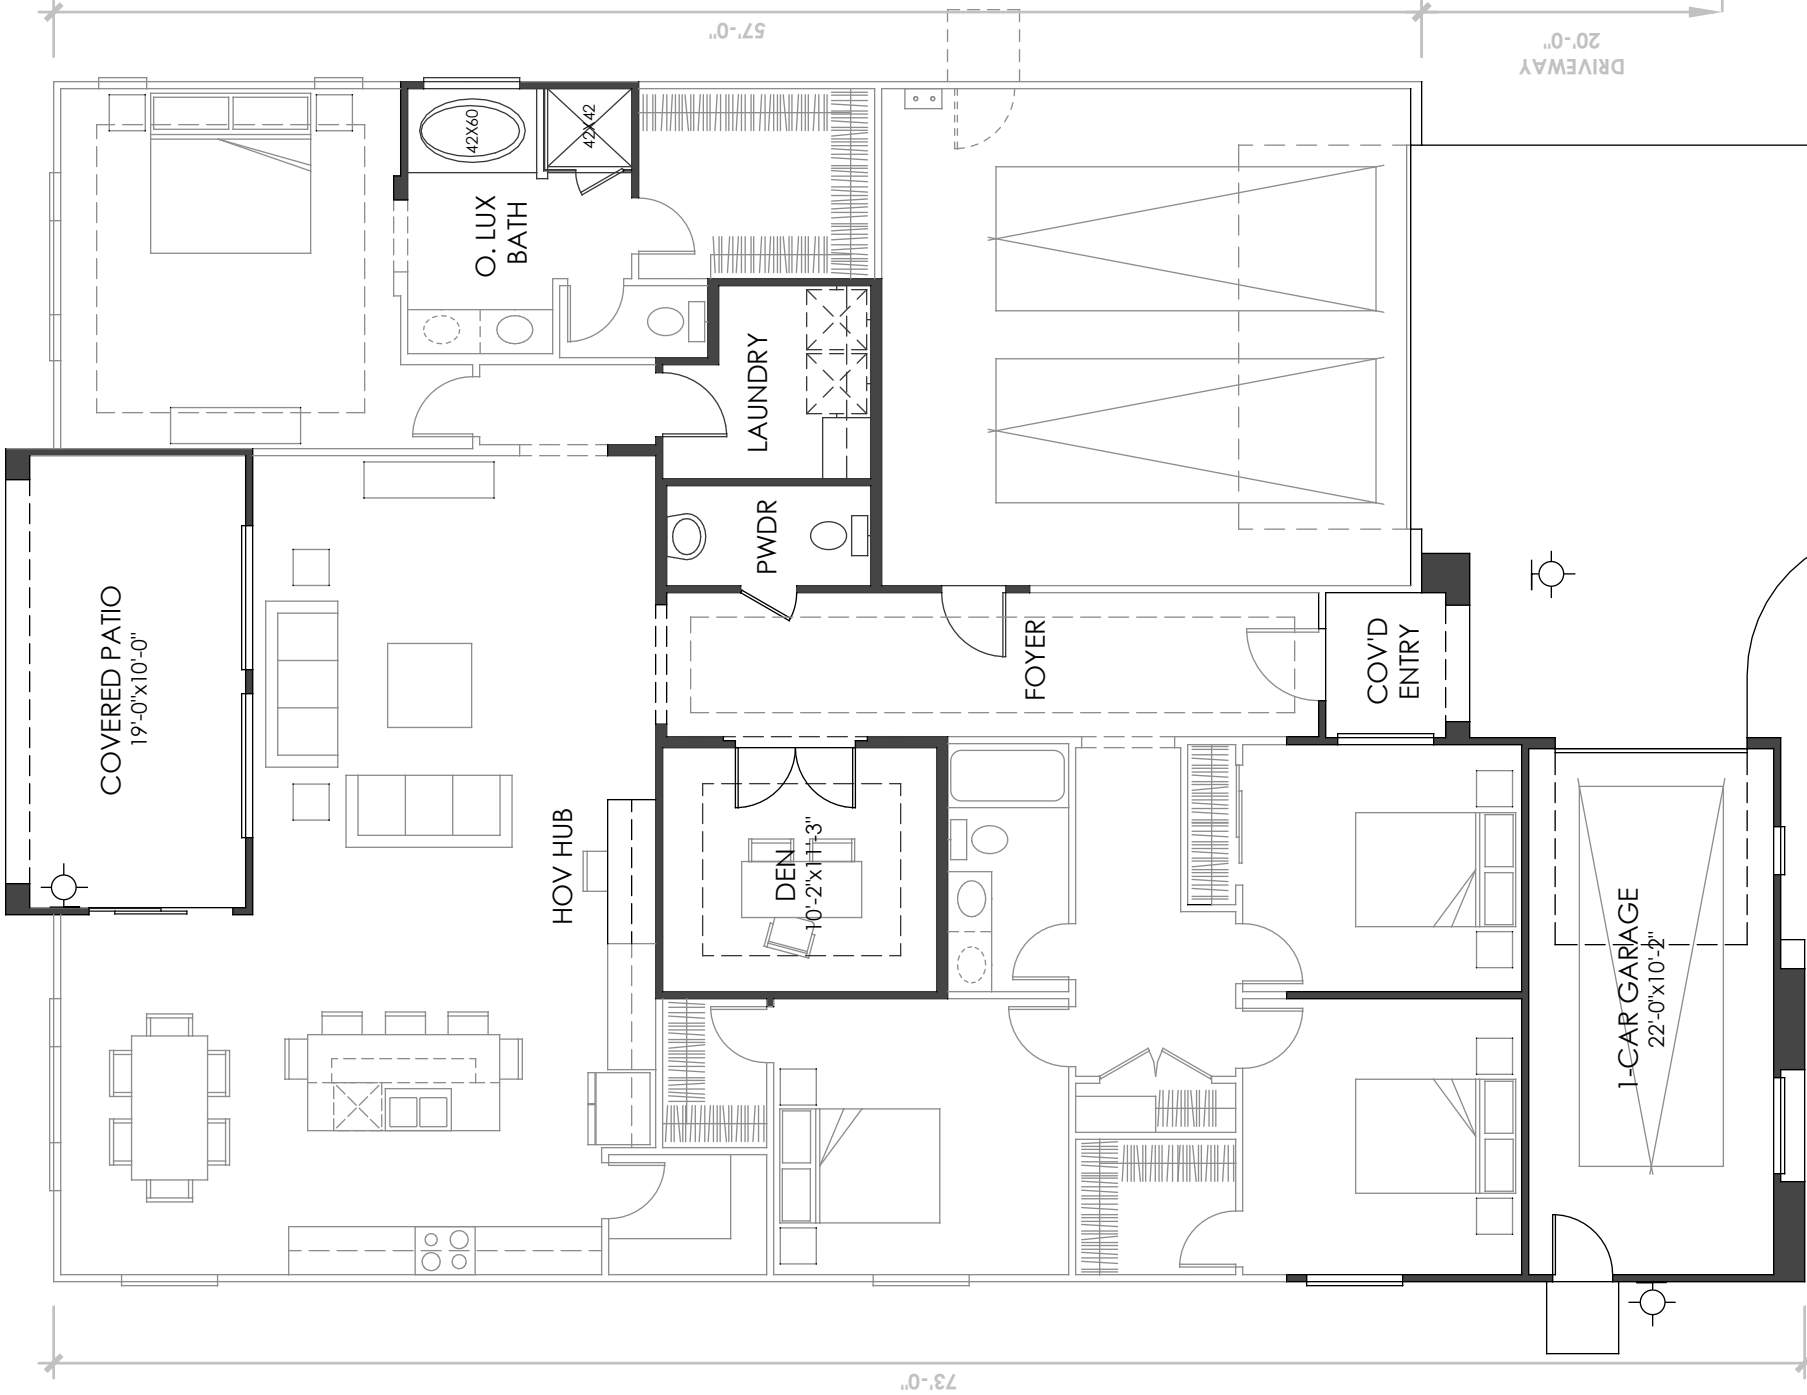 57'-0"
20'-0"
DRIVEWAY
42X60
42X42
O. LUX
BATH
LAUNDRY
PWDR
COVERED PATIO
19'-0"x10'-0"
FOYER
COV'D
ENTRY
HOV HUB
DEN
10'-2"x11'-3"
1-CAR GARAGE
22'-0"x10'-2"
73'-0"